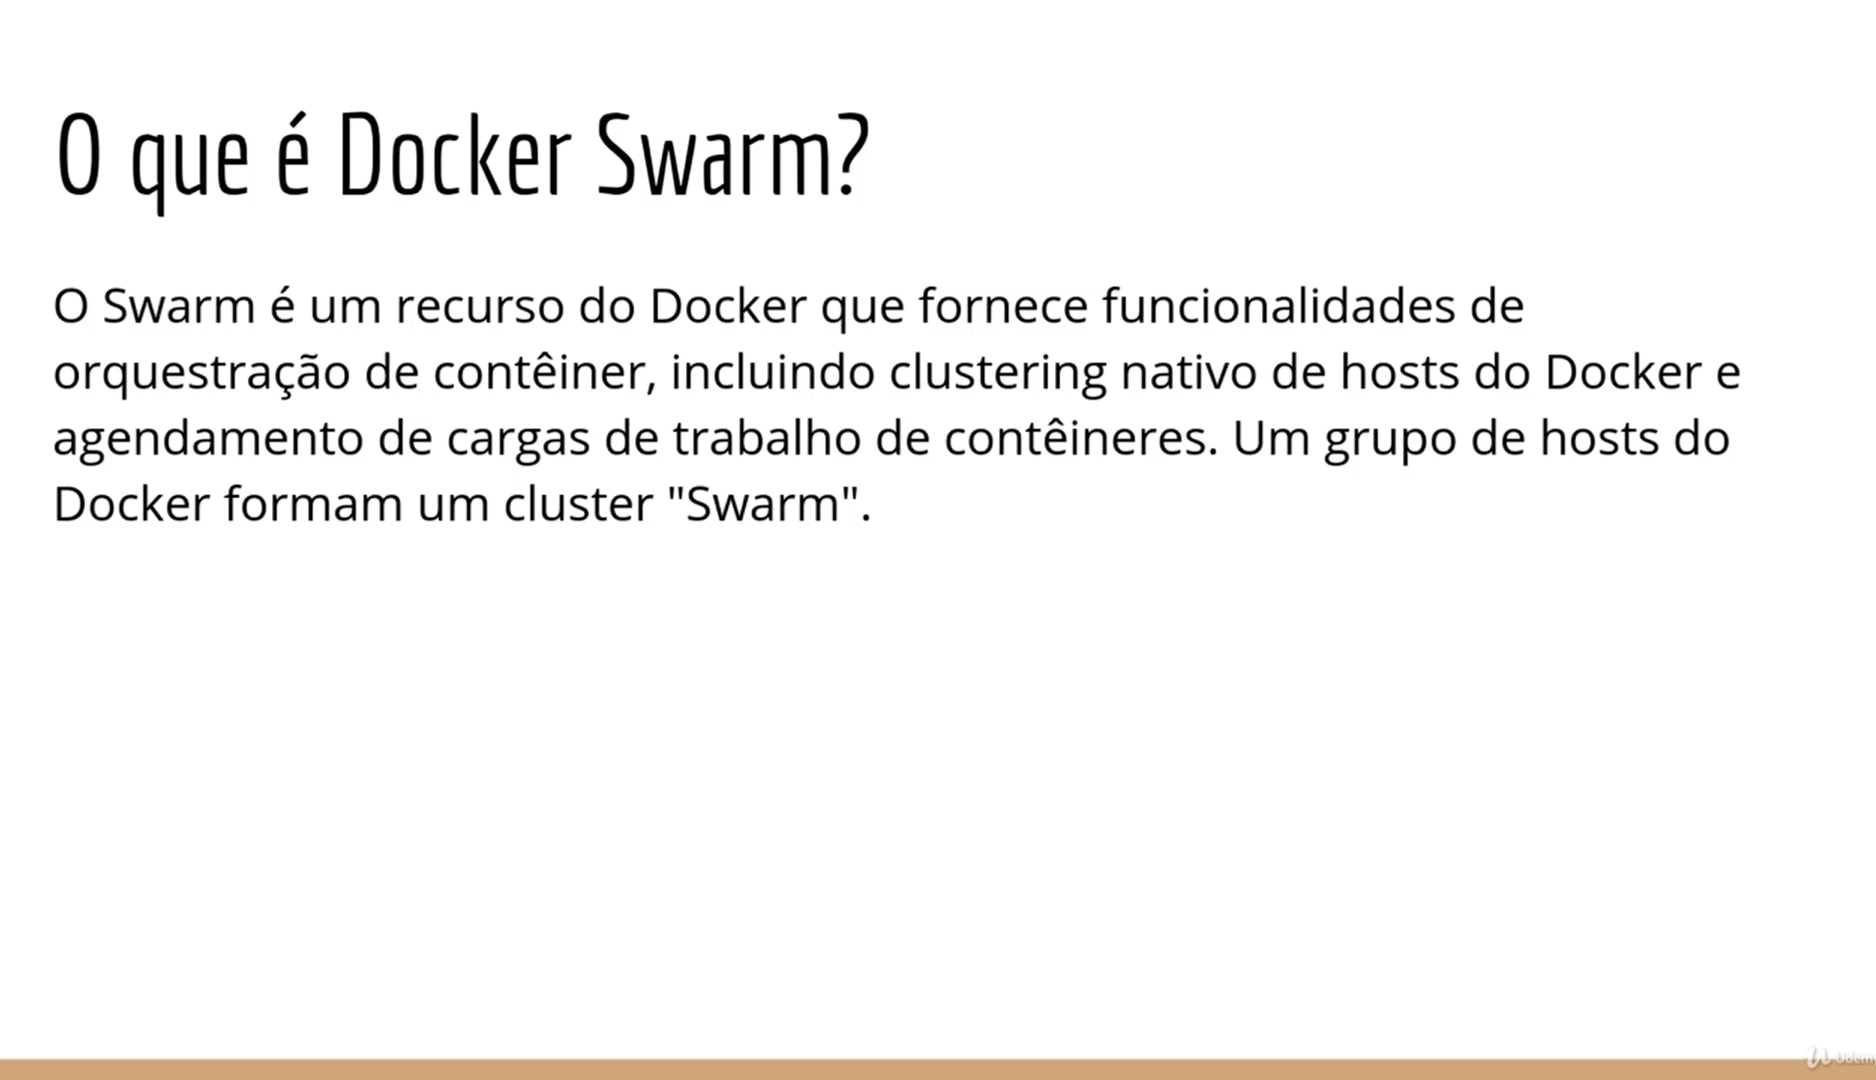 O que é Docker Swarm?
O Swarm é um recurso do Docker que fornece funcionalidades de
orquestração de contêiner, incluindo clustering nativo de hosts do Docker e
agendamento de cargas de trabalho de contêineres. Um grupo de hosts do
Docker formam um cluster "Swarm".